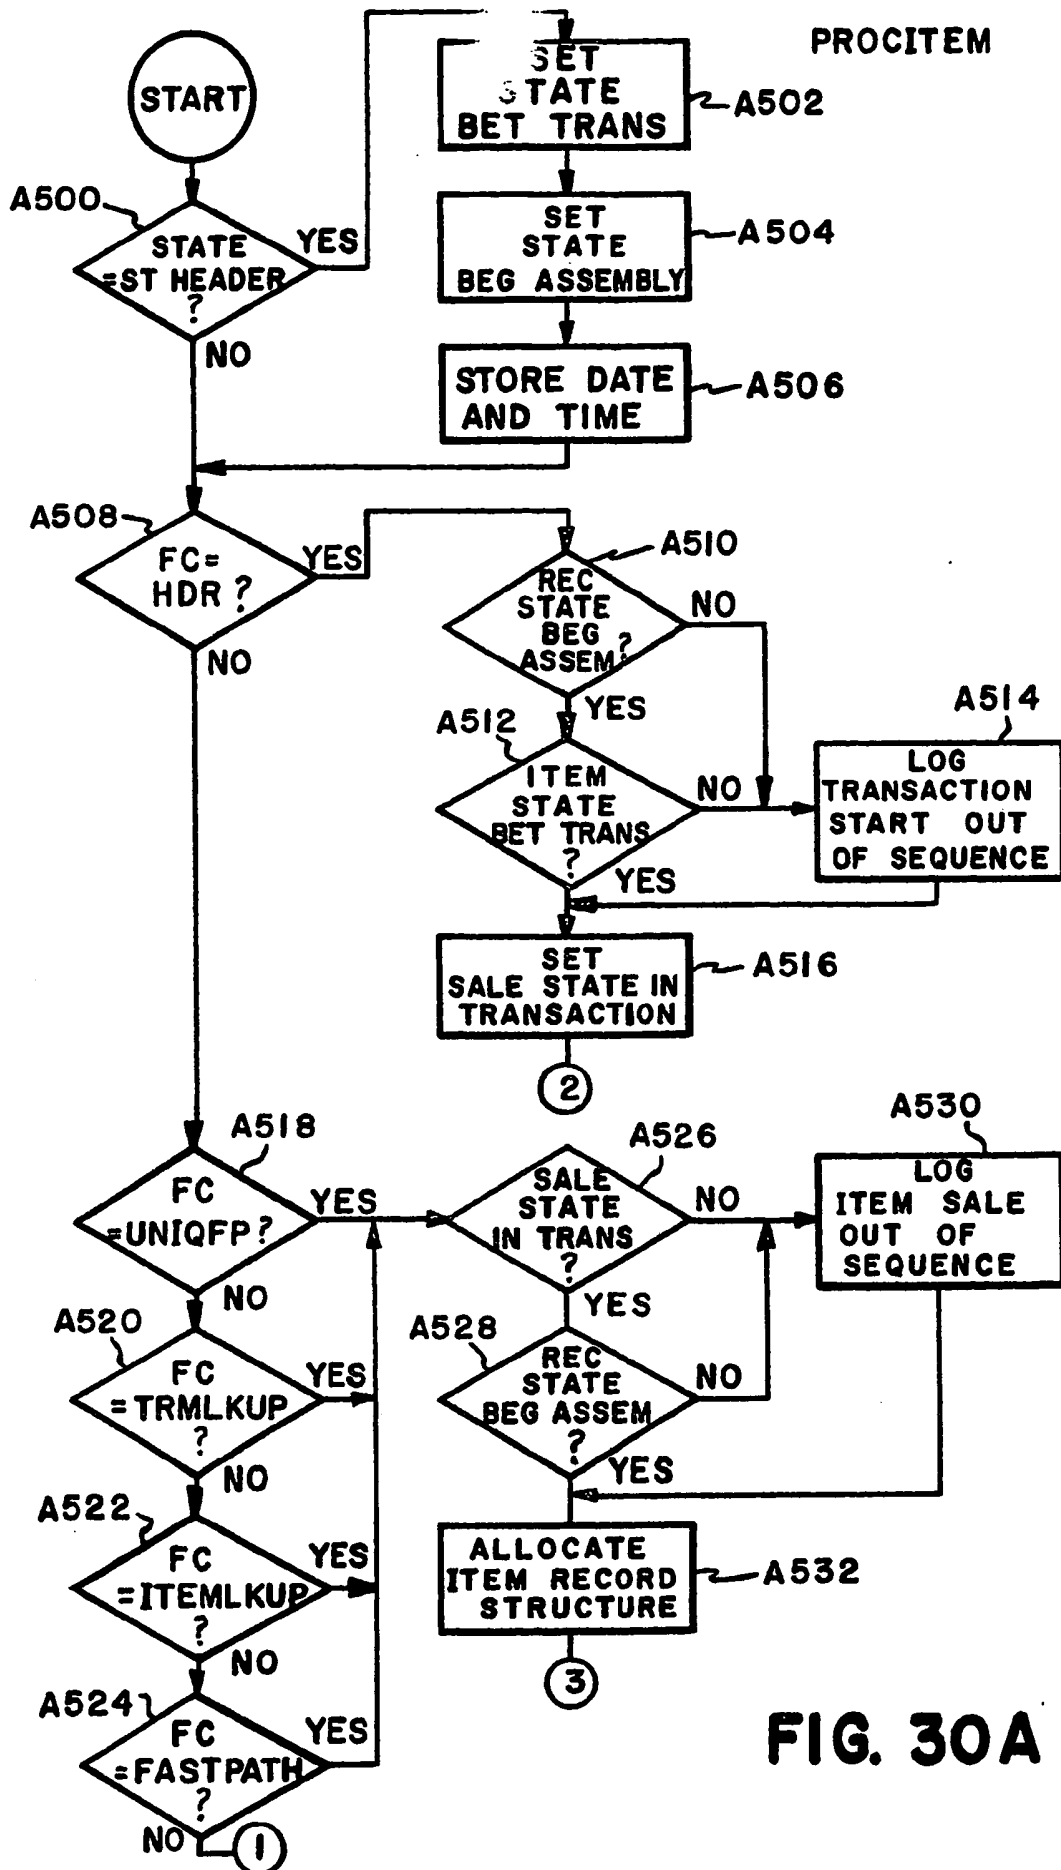 PROCITEM
START
SET
STATE
BET TRANS
A502
A500
STATE
=ST HEADER
?
YES
NO
SET
STATE
BEG ASSEMBLY
A504
STORE DATE
AND TIME
A506
A508
FC=
HDR ?
YES
NO
A510
REC
STATE
BEG
ASSEM?
NO
YES
A512
ITEM
STATE
BET TRANS
?
NO
YES
A514
LOG
TRANSACTION
START OUT
OF SEQUENCE
SET
SALE STATE IN
TRANSACTION
A516
2
A518
FC
=UNIQFP?
YES
NO
A520
FC
=TRMLKUP
?
YES
NO
A522
FC
=ITEMLKUP
?
YES
NO
A524
FC
=FASTPATH
?
YES
NO
1
A526
SALE
STATE
IN TRANS
?
NO
YES
A528
REC
STATE
BEG ASSEM
?
NO
YES
A530
LOG
ITEM SALE
OUT OF
SEQUENCE
ALLOCATE
ITEM RECORD
STRUCTURE
A532
3
FIG. 30A